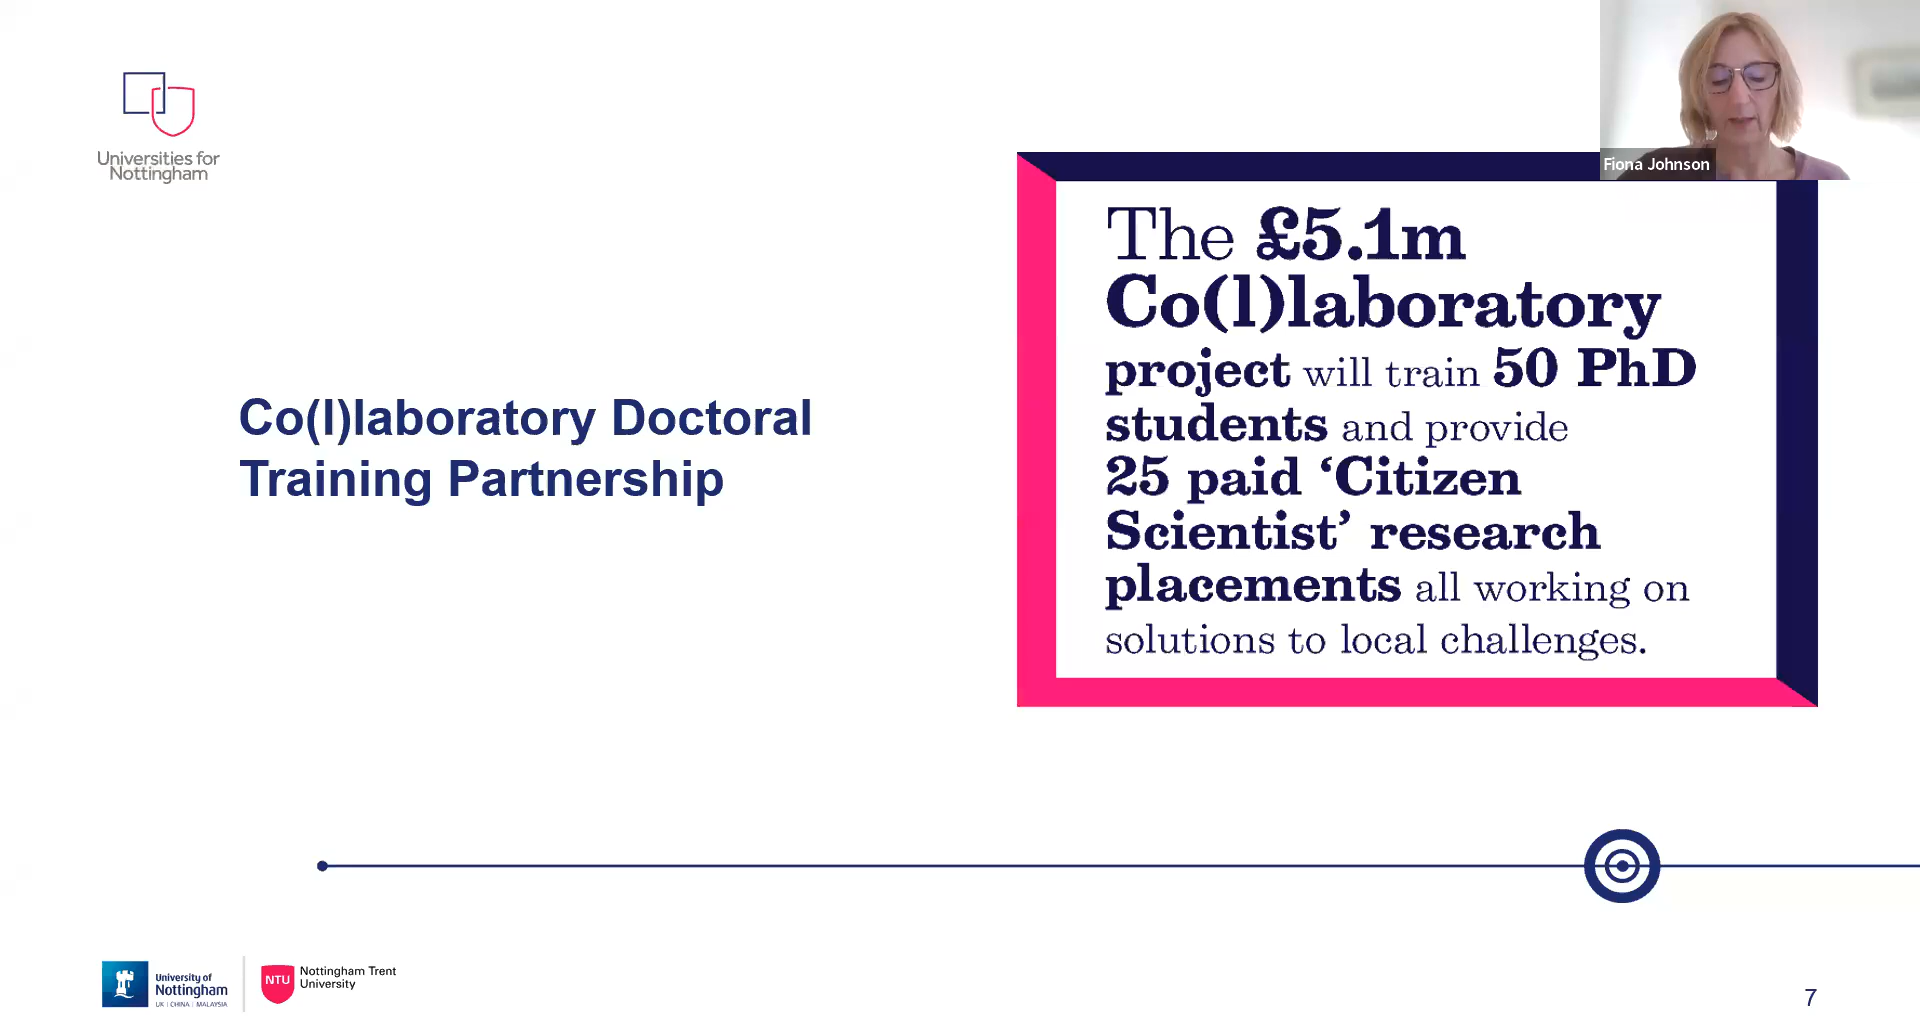 Universities for
Nottingham
Fiona Johnson
Co(l)laboratory Doctoral
Training Partnership
The £5.1m
Co(l)laboratory
project will train 50 PhD
students and provide
25 paid ‘Citizen
Scientist’ research
placements all working on
solutions to local challenges.
University of
Nottingham
UK | CHINA | MALAYSIA
NTU
Nottingham Trent
University
7